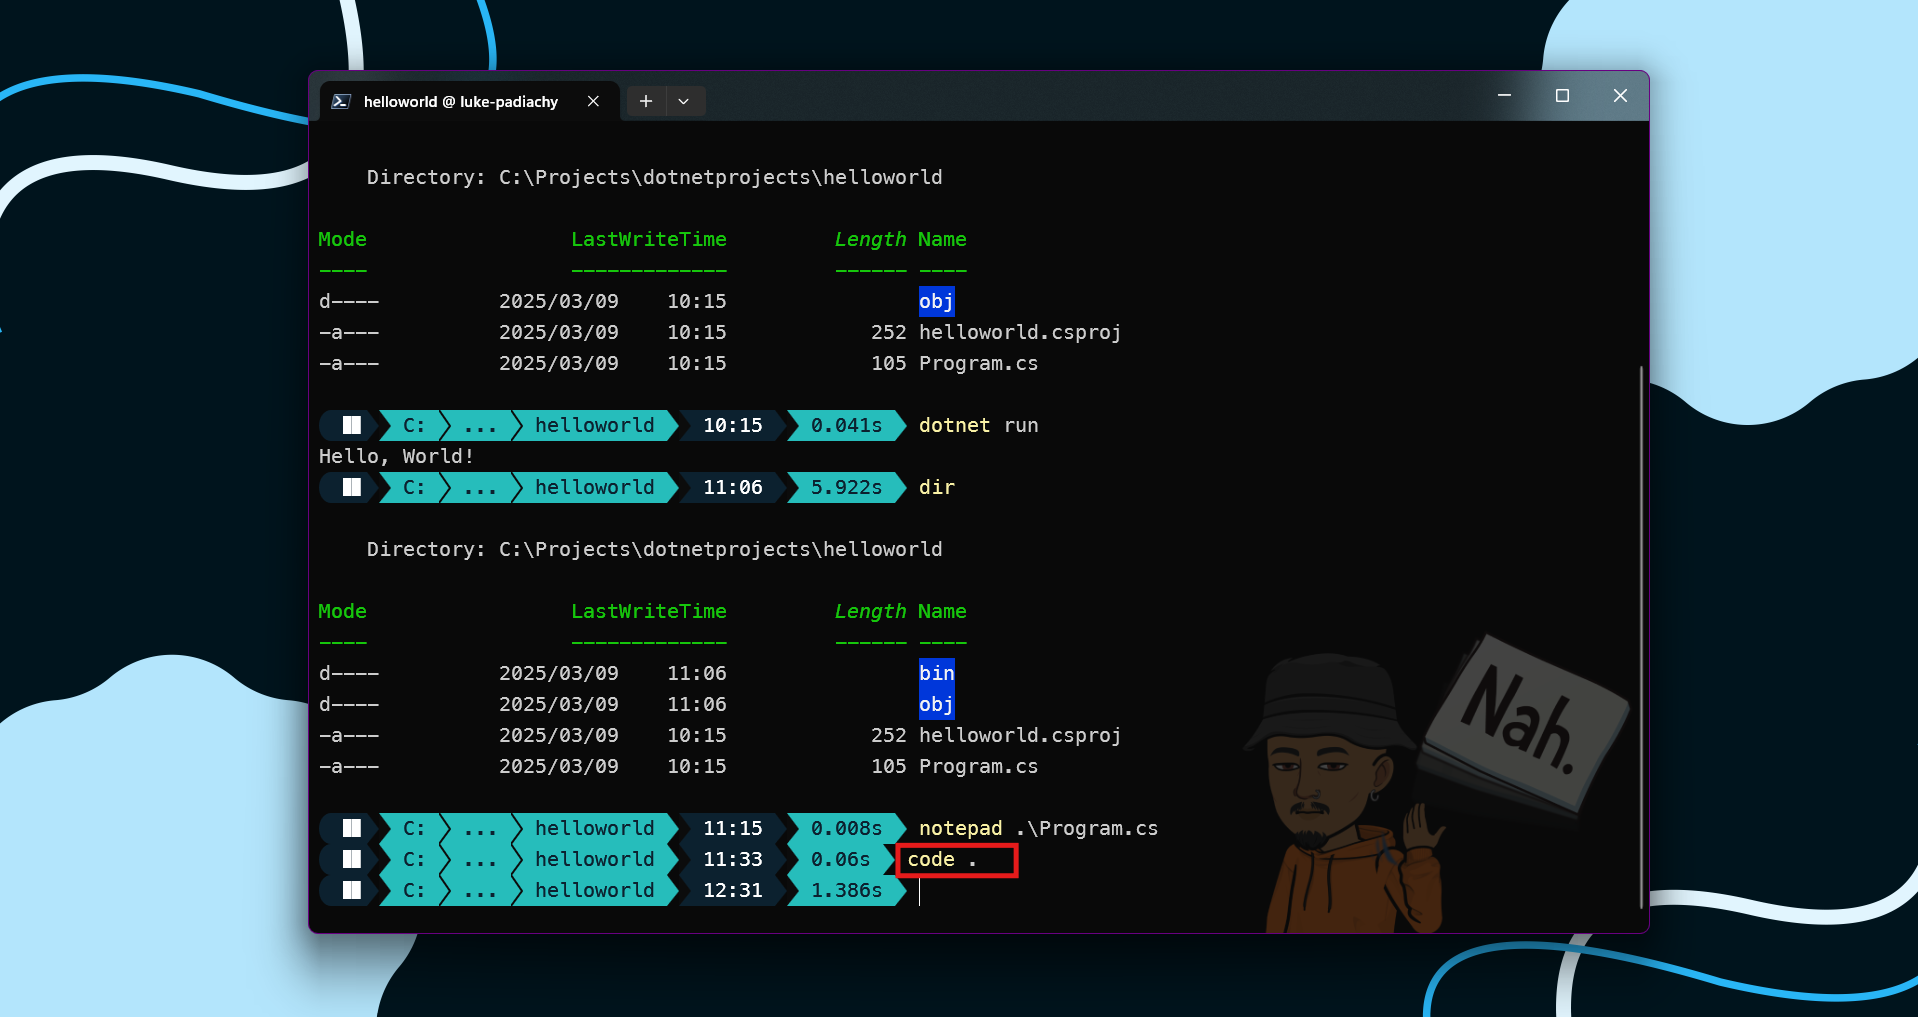 helloworld @ luke-padiachy
Directory: C:\Projects\dotnetprojects\helloworld
Mode LastWriteTime Length Name
---- ------------- ------ ----
d---- 2025/03/09 10:15 obj
-a--- 2025/03/09 10:15 252 helloworld.csproj
-a--- 2025/03/09 10:15 105 Program.cs
C: ... helloworld 10:15 0.041s dotnet run
Hello, World!
C: ... helloworld 11:06 5.922s dir
Directory: C:\Projects\dotnetprojects\helloworld
Mode LastWriteTime Length Name
---- ------------- ------ ----
d---- 2025/03/09 11:06 bin
d---- 2025/03/09 11:06 obj
-a--- 2025/03/09 10:15 252 helloworld.csproj
-a--- 2025/03/09 10:15 105 Program.cs
C: ... helloworld 11:15 0.008s notepad .\Program.cs
C: ... helloworld 11:33 0.06s code .
C: ... helloworld 12:31 1.386s
Nah.